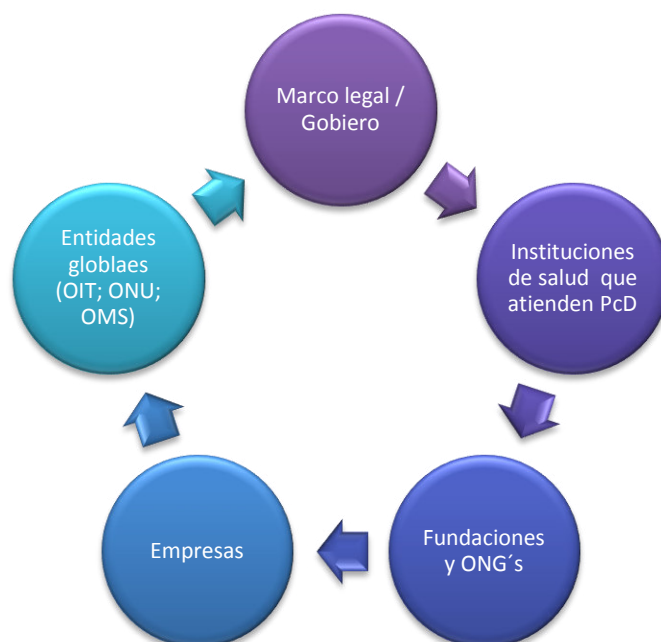 Marco legal /
Gobiero
Instituciones
de salud que
atienden PcD
Fundaciones
y ONG´s
Empresas
Entidades
globlaes
(OIT; ONU;
OMS)